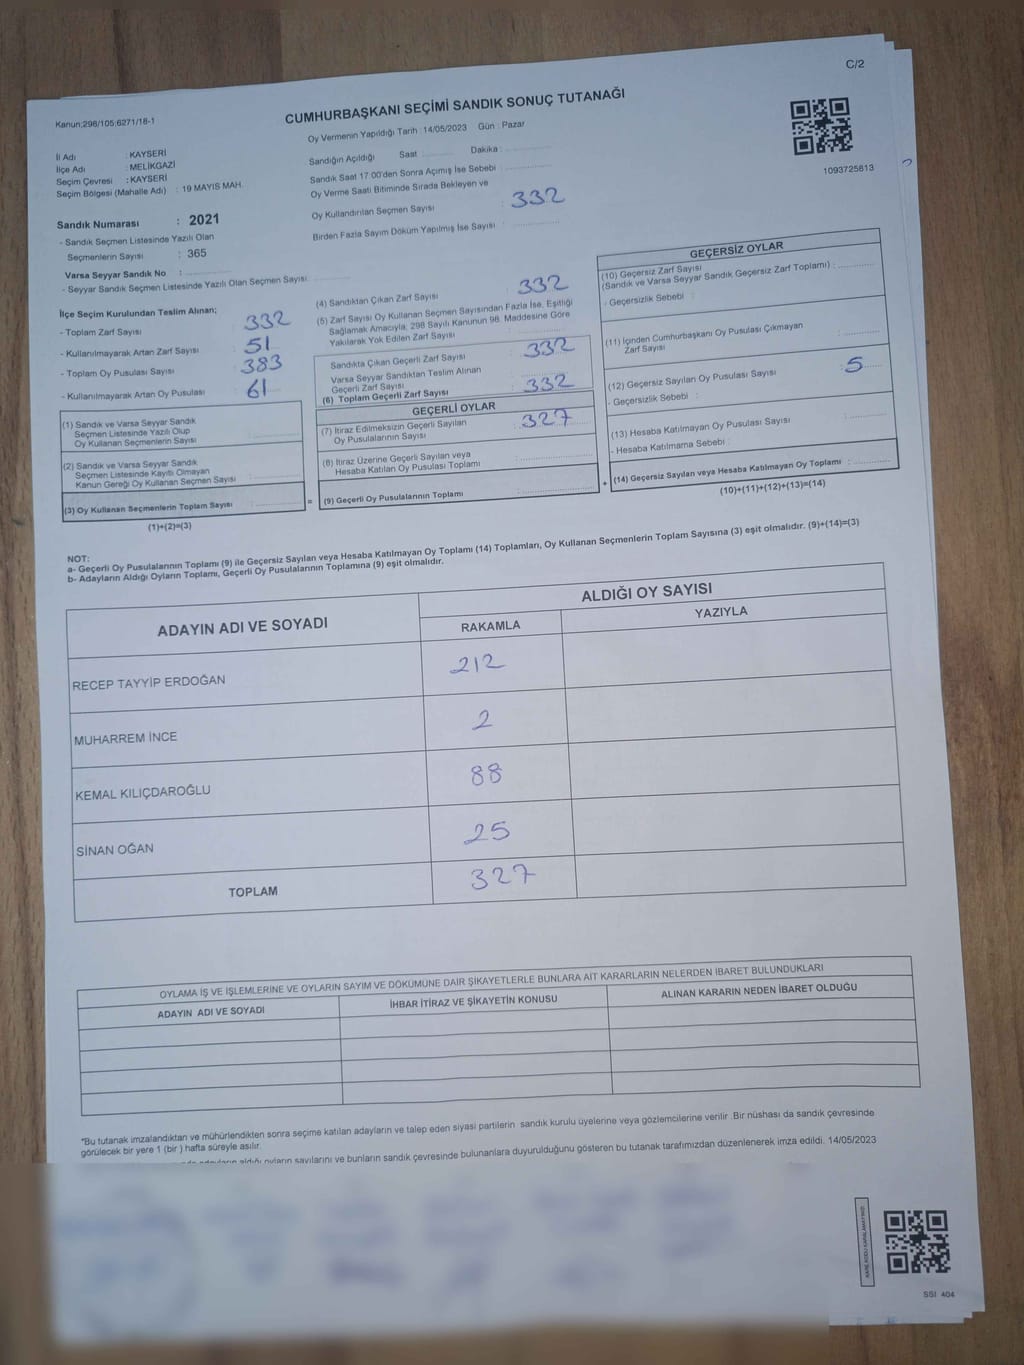 C/2
Kanun;298/105;6271/18-1
CUMHURBAŞKANI SEÇİMİ SANDIK SONUÇ TUTANAĞI
Oy Vermenin Yapıldığı Tarih : 14/05/2023 Gün : Pazar
1093725813
İl Adı : KAYSERİ
İlçe Adı : MELİKGAZİ
Seçim Çevresi : KAYSERİ
Seçim Bölgesi (Mahalle Adı) : 19 MAYIS MAH.
Sandık Numarası : 2021
- Sandık Seçmen Listesinde Yazılı Olan
Seçmenlerin Sayısı : 365
Varsa Seyyar Sandık No :
- Seyyar Sandık Seçmen Listesinde Yazılı Olan Seçmen Sayısı:
Sandığın Açıldığı Saat Dakika :
Sandık Saat 17:00'den Sonra Açımış İse Sebebi :
Oy Verme Saati Bitiminde Sırada Bekleyen ve
Oy Kullandırılan Seçmen Sayısı : 332
Birden Fazla Sayım Döküm Yapılmış İse Sayısı :
İlçe Seçim Kurulundan Teslim Alınan;
- Toplam Zarf Sayısı : 332
- Kullanılmayarak Artan Zarf Sayısı : 51
- Toplam Oy Pusulası Sayısı : 383
- Kullanılmayarak Artan Oy Pusulası : 61
(1) Sandık ve Varsa Seyyar Sandık
Seçmen Listesinde Yazılı Olup
Oy Kullanan Seçmenlerin Sayısı :
(2) Sandık ve Varsa Seyyar Sandık
Seçmen Listesinde Kayıtlı Olmayan
Kanun Gereği Oy Kullanan Seçmen Sayısı :
(3) Oy Kullanan Seçmenlerin Toplam Sayısı :
(1)+(2)=(3)
(4) Sandıktan Çıkan Zarf Sayısı : 332
(5) Zarf Sayısı Oy Kullanan Seçmen Sayısından Fazla İse, Eşitliği
Sağlamak Amacıyla, 298 Sayılı Kanunun 98. Maddesine Göre
Yakılarak Yok Edilen Zarf Sayısı :
Sandıkta Çıkan Geçerli Zarf Sayısı : 332
Varsa Seyyar Sandıktan Teslim Alınan
Geçerli Zarf Sayısı :
(6) Toplam Geçerli Zarf Sayısı : 332
GEÇERLİ OYLAR
(7) İtiraz Edilmeksizin Geçerli Sayılan
Oy Pusulalarının Sayısı : 327
(8) İtiraz Üzerine Geçerli Sayılan veya
Hesaba Katılan Oy Pusulası Toplamı :
= (9) Geçerli Oy Pusulalarının Toplamı :
GEÇERSİZ OYLAR
(10) Geçersiz Zarf Sayısı
(Sandık ve Varsa Seyyar Sandık Geçersiz Zarf Toplamı) :
- Geçersizlik Sebebi :
(11) İçinden Cumhurbaşkanı Oy Pusulası Çıkmayan
Zarf Sayısı :
(12) Geçersiz Sayılan Oy Pusulası Sayısı : 5
- Geçersizlik Sebebi :
(13) Hesaba Katılmayan Oy Pusulası Sayısı :
- Hesaba Katılmama Sebebi :
+ (14) Geçersiz Sayılan veya Hesaba Katılmayan Oy Toplamı :
(10)+(11)+(12)+(13)=(14)
NOT:
a- Geçerli Oy Pusulalarının Toplamı (9) ile Geçersiz Sayılan veya Hesaba Katılmayan Oy Toplamı (14) Toplamları, Oy Kullanan Seçmenlerin Toplam Sayısına (3) eşit olmalıdır. (9)+(14)=(3)
b- Adayların Aldığı Oyların Toplamı, Geçerli Oy Pusulalarının Toplamına (9) eşit olmalıdır.
ADAYIN ADI VE SOYADI
ALDIĞI OY SAYISI
RAKAMLA YAZIYLA
RECEP TAYYİP ERDOĞAN 212
MUHARREM İNCE 2
KEMAL KILIÇDAROĞLU 88
SİNAN OĞAN 25
TOPLAM 327
OYLAMA İŞ VE İŞLEMLERİNE VE OYLARIN SAYIM VE DÖKÜMÜNE DAİR ŞİKAYETLERLE BUNLARA AİT KARARLARIN NELERDEN İBARET BULUNDUKLARI
ADAYIN ADI VE SOYADI İHBAR İTİRAZ VE ŞİKAYETİN KONUSU ALINAN KARARIN NEDEN İBARET OLDUĞU
*Bu tutanak imzalandıktan ve mühürlendikten sonra seçime katılan adayların ve talep eden siyasi partilerin sandık kurulu üyelerine veya gözlemcilerine verilir. Bir nüshası da sandık çevresinde
görülecek bir yere 1 (bir ) hafta süreyle asılır.
aldığı oyların sayılarını ve bunların sandık çevresinde bulunanlara duyurulduğunu gösteren bu tutanak tarafımızdan düzenlenerek imza edildi. 14/05/2023
KARE KODU KARALAMAYINIZ!
SSI 404